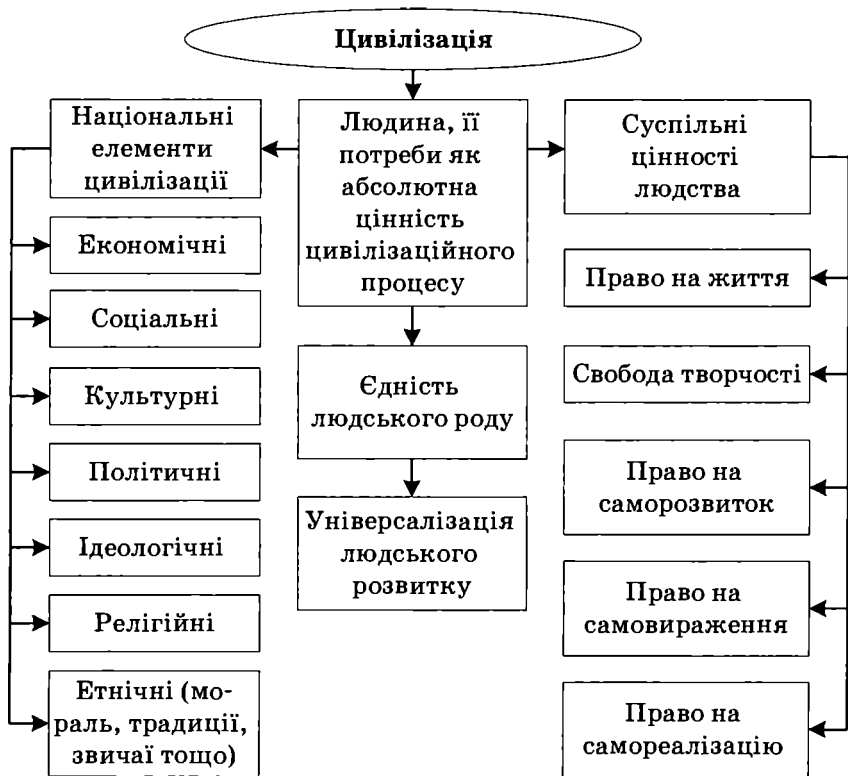 Цивілізація
Національні
елементи
цивілізації
Економічні
Соціальні
Культурні
Політичні
Ідеологічні
Релігійні
Етнічні (мо-
раль, традиції,
звичаї тощо)
Людина, її
потреби як
абсолютна
цінність
цивілізаційного
процесу
Єдність
людського роду
Універсалізація
людського
розвитку
Суспільні
цінності
людства
Право на життя
Свобода творчості
Право на
саморозвиток
Право на
самовираження
Право на
самореалізацію